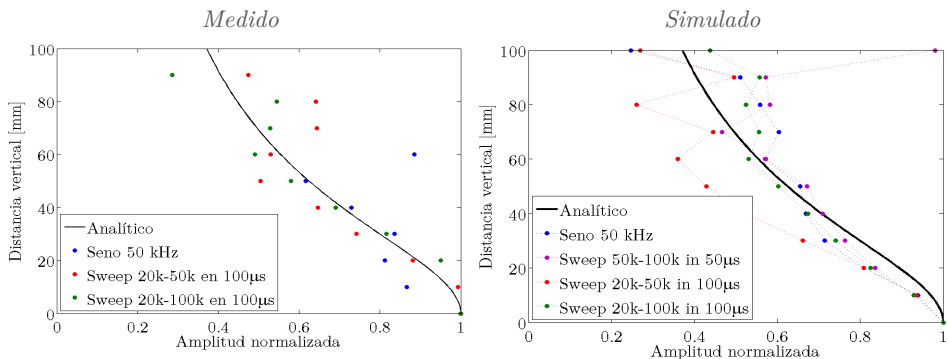 Medido
Distancia vertical [mm]
100
80
60
40
20
0
Analítico
Seno 50 kHz
Sweep 20k-50k en 100μs
Sweep 20k-100k en 100μs
0 0.2 0.4 0.6 0.8 1
Amplitud normalizada
Simulado
Distancia vertical [mm]
100
80
60
40
20
0
Analítico
Seno 50 kHz
Sweep 50k-100k in 50μs
Sweep 20k-50k in 100μs
Sweep 20k-100k in 100μs
0 0.2 0.4 0.6 0.8 1
Amplitud normalizada